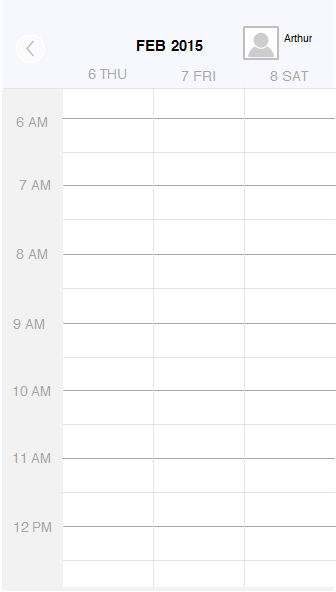 FEB 2015
Arthur
6 THU
7 FRI
8 SAT
6 AM
7 AM
8 AM
9 AM
10 AM
11 AM
12 PM